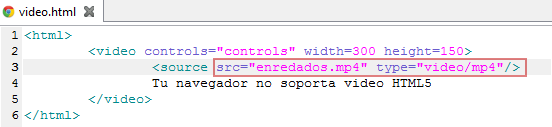 video.html
1 <html>
2 <video controls="controls" width=300 height=150>
3 <source src="enredados.mp4" type="video/mp4"/>
4 Tu navegador no soporta video HTML5
5 </video>
6 </html>